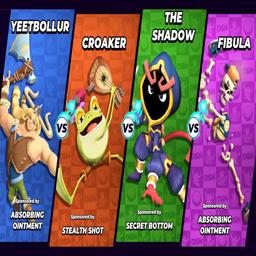 YEETBOLLUR
CROAKER
THE
SHADOW
FIBULA
VS
VS
VS
Sponsored by
ABSORBING
OINTMENT
Sponsored by
STEALTH SHOT
Sponsored by
SECRET BOTTOM
Sponsored by
ABSORBING
OINTMENT